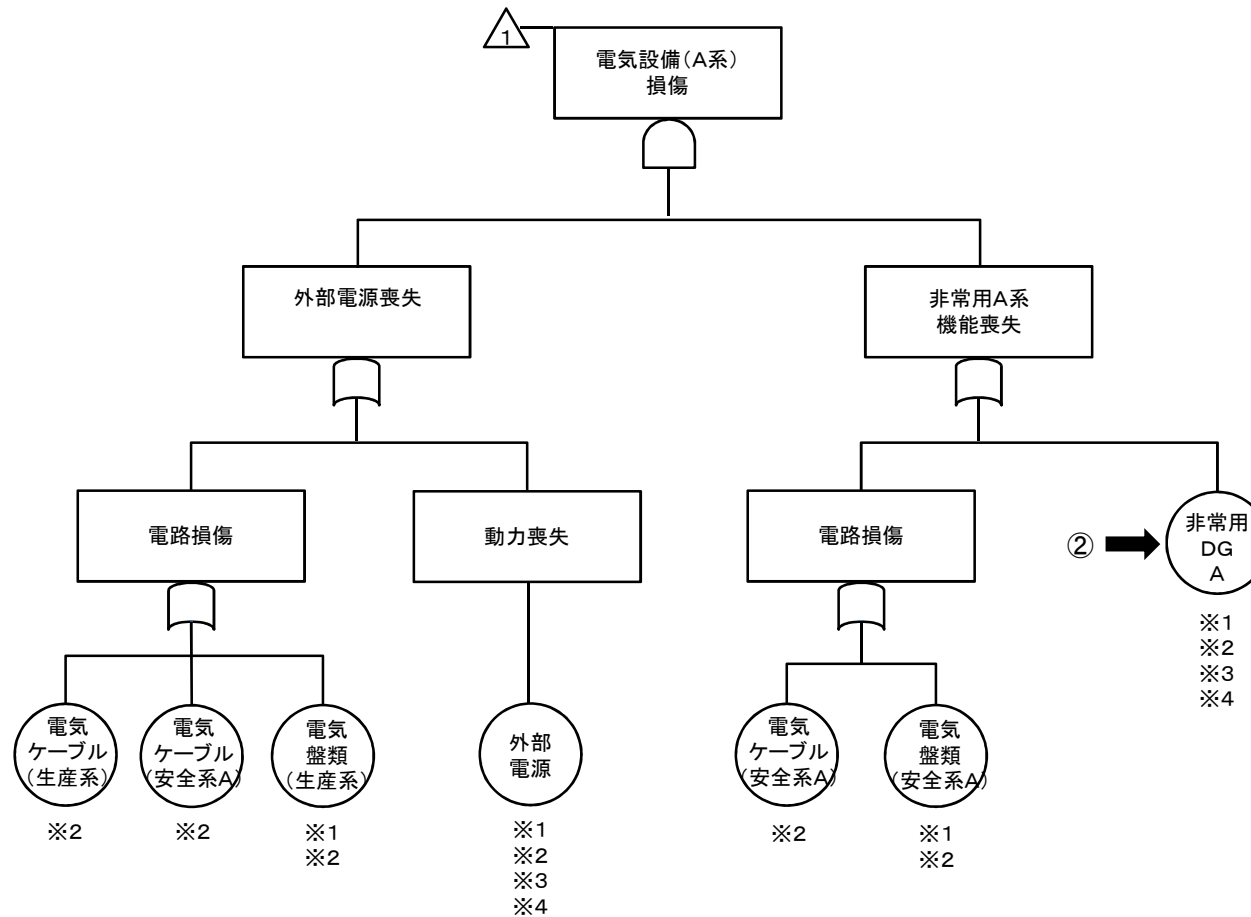 1
電気設備(A系)
損傷
外部電源喪失
非常用A系
機能喪失
電路損傷
動力喪失
電路損傷
②
非常用
DG
A
※1
※2
※3
※4
電気
ケーブル
(生産系)
※2
電気
ケーブル
(安全系A)
※2
電気
盤類
(生産系)
※1
※2
外部
電源
※1
※2
※3
※4
電気
ケーブル
(安全系A)
※2
電気
盤類
(安全系A)
※1
※2